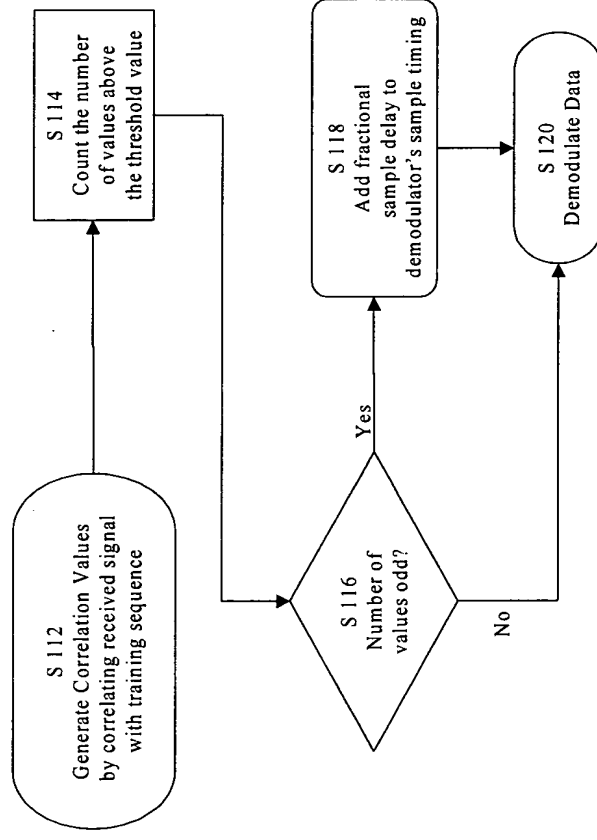 S 112
Generate Correlation Values
by correlating received signal
with training sequence
S 114
Count the number
of values above
the threshold value
S 116
Number of
values odd?
Yes
No
S 118
Add fractional
sample delay to
demodulator's sample timing
S 120
Demodulate Data